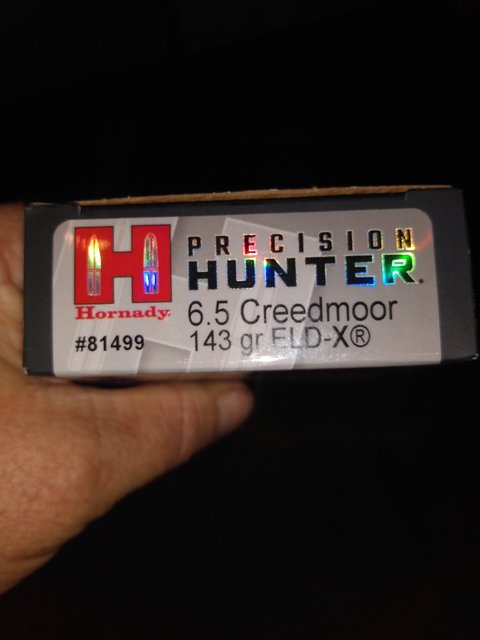 PRECISION
HUNTER®
Hornady®
6.5 Creedmoor
#81499
143 gr ELD-X®